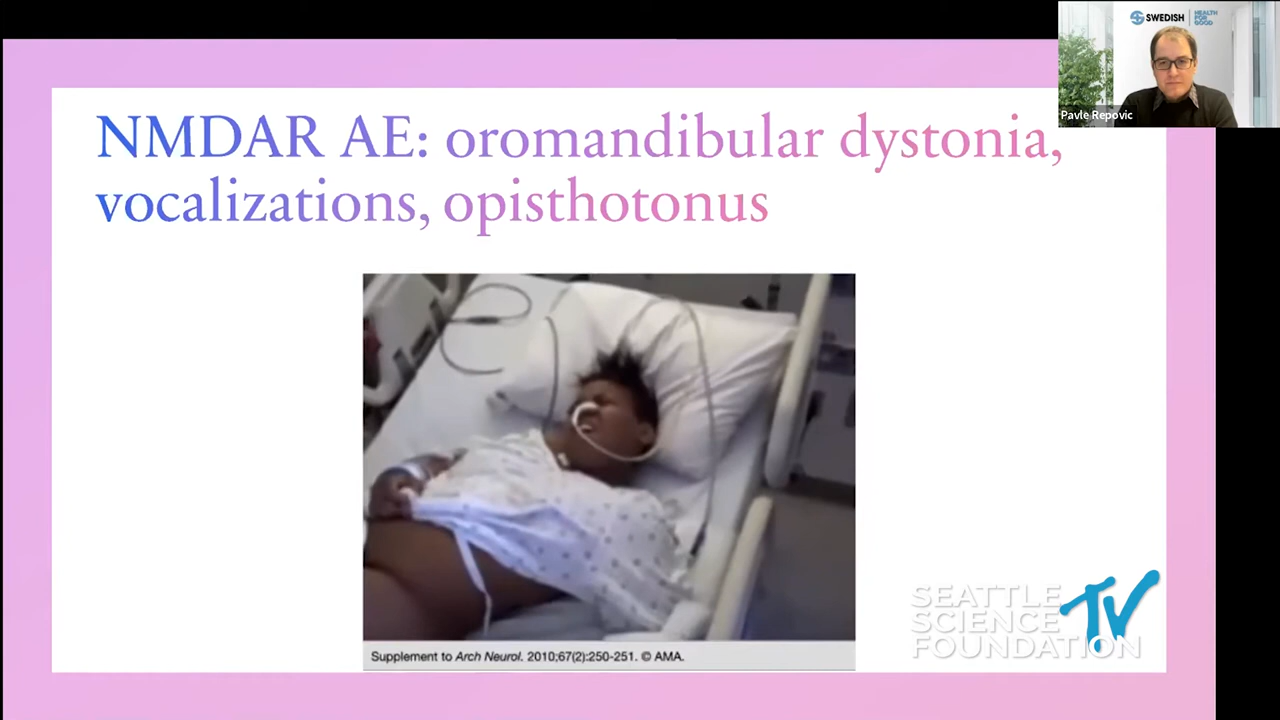 SWEDISH
HEALTH
FOR
GOOD
Pavle Repovic
NMDAR AE: oromandibular dystonia,
vocalizations, opisthotonus
Supplement to Arch Neurol. 2010;67(2):250-251. © AMA.
SEATTLE
SCIENCE
FOUNDATION
TV